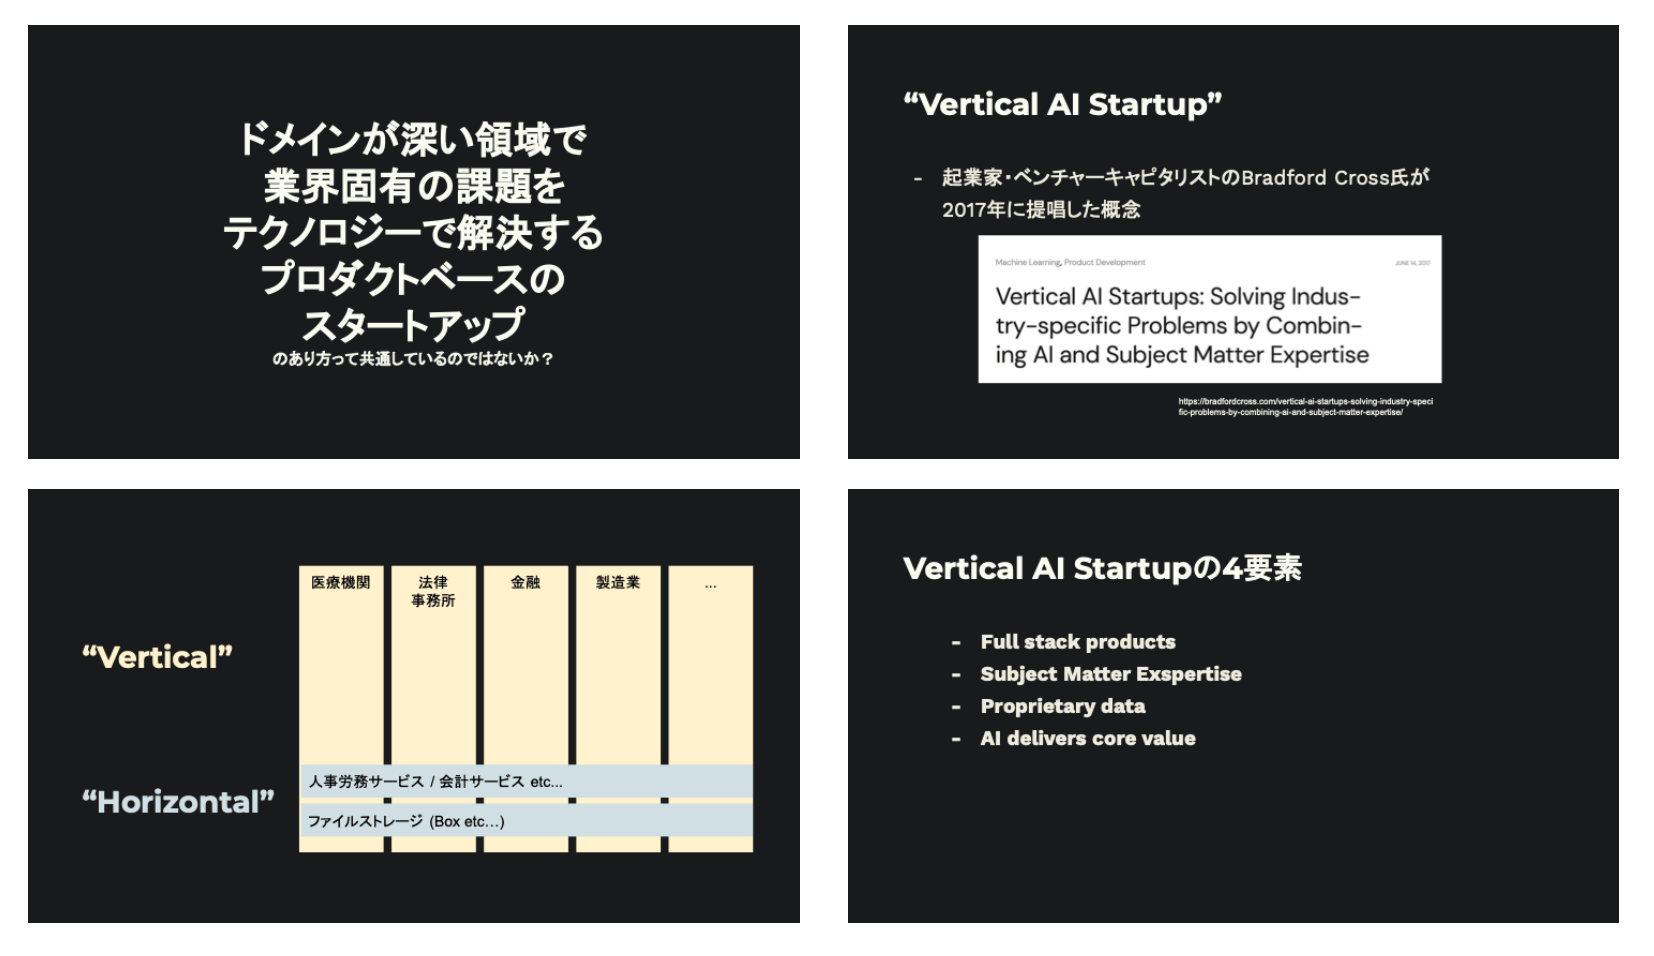 ドメインが深い領域で
業界固有の課題を
テクノロジーで解決する
プロダクトベースの
スタートアップ
のあり方って共通しているのではないか？
“Vertical AI Startup”
- 起業家・ベンチャーキャピタリストのBradford Cross氏が
2017年に提唱した概念
Machine Learning, Product Development
JUNE 14, 2017
Vertical AI Startups: Solving Indus-
try-specific Problems by Combin-
ing AI and Subject Matter Expertise
https://bradfordcross.com/vertical-ai-startups-solving-industry-speci
fic-problems-by-combining-ai-and-subject-matter-expertise/
“Vertical”
医療機関
法律
事務所
金融
製造業
...
“Horizontal”
人事労務サービス / 会計サービス etc...
ファイルストレージ (Box etc...)
Vertical AI Startupの4要素
- Full stack products
- Subject Matter Exspertise
- Proprietary data
- AI delivers core value